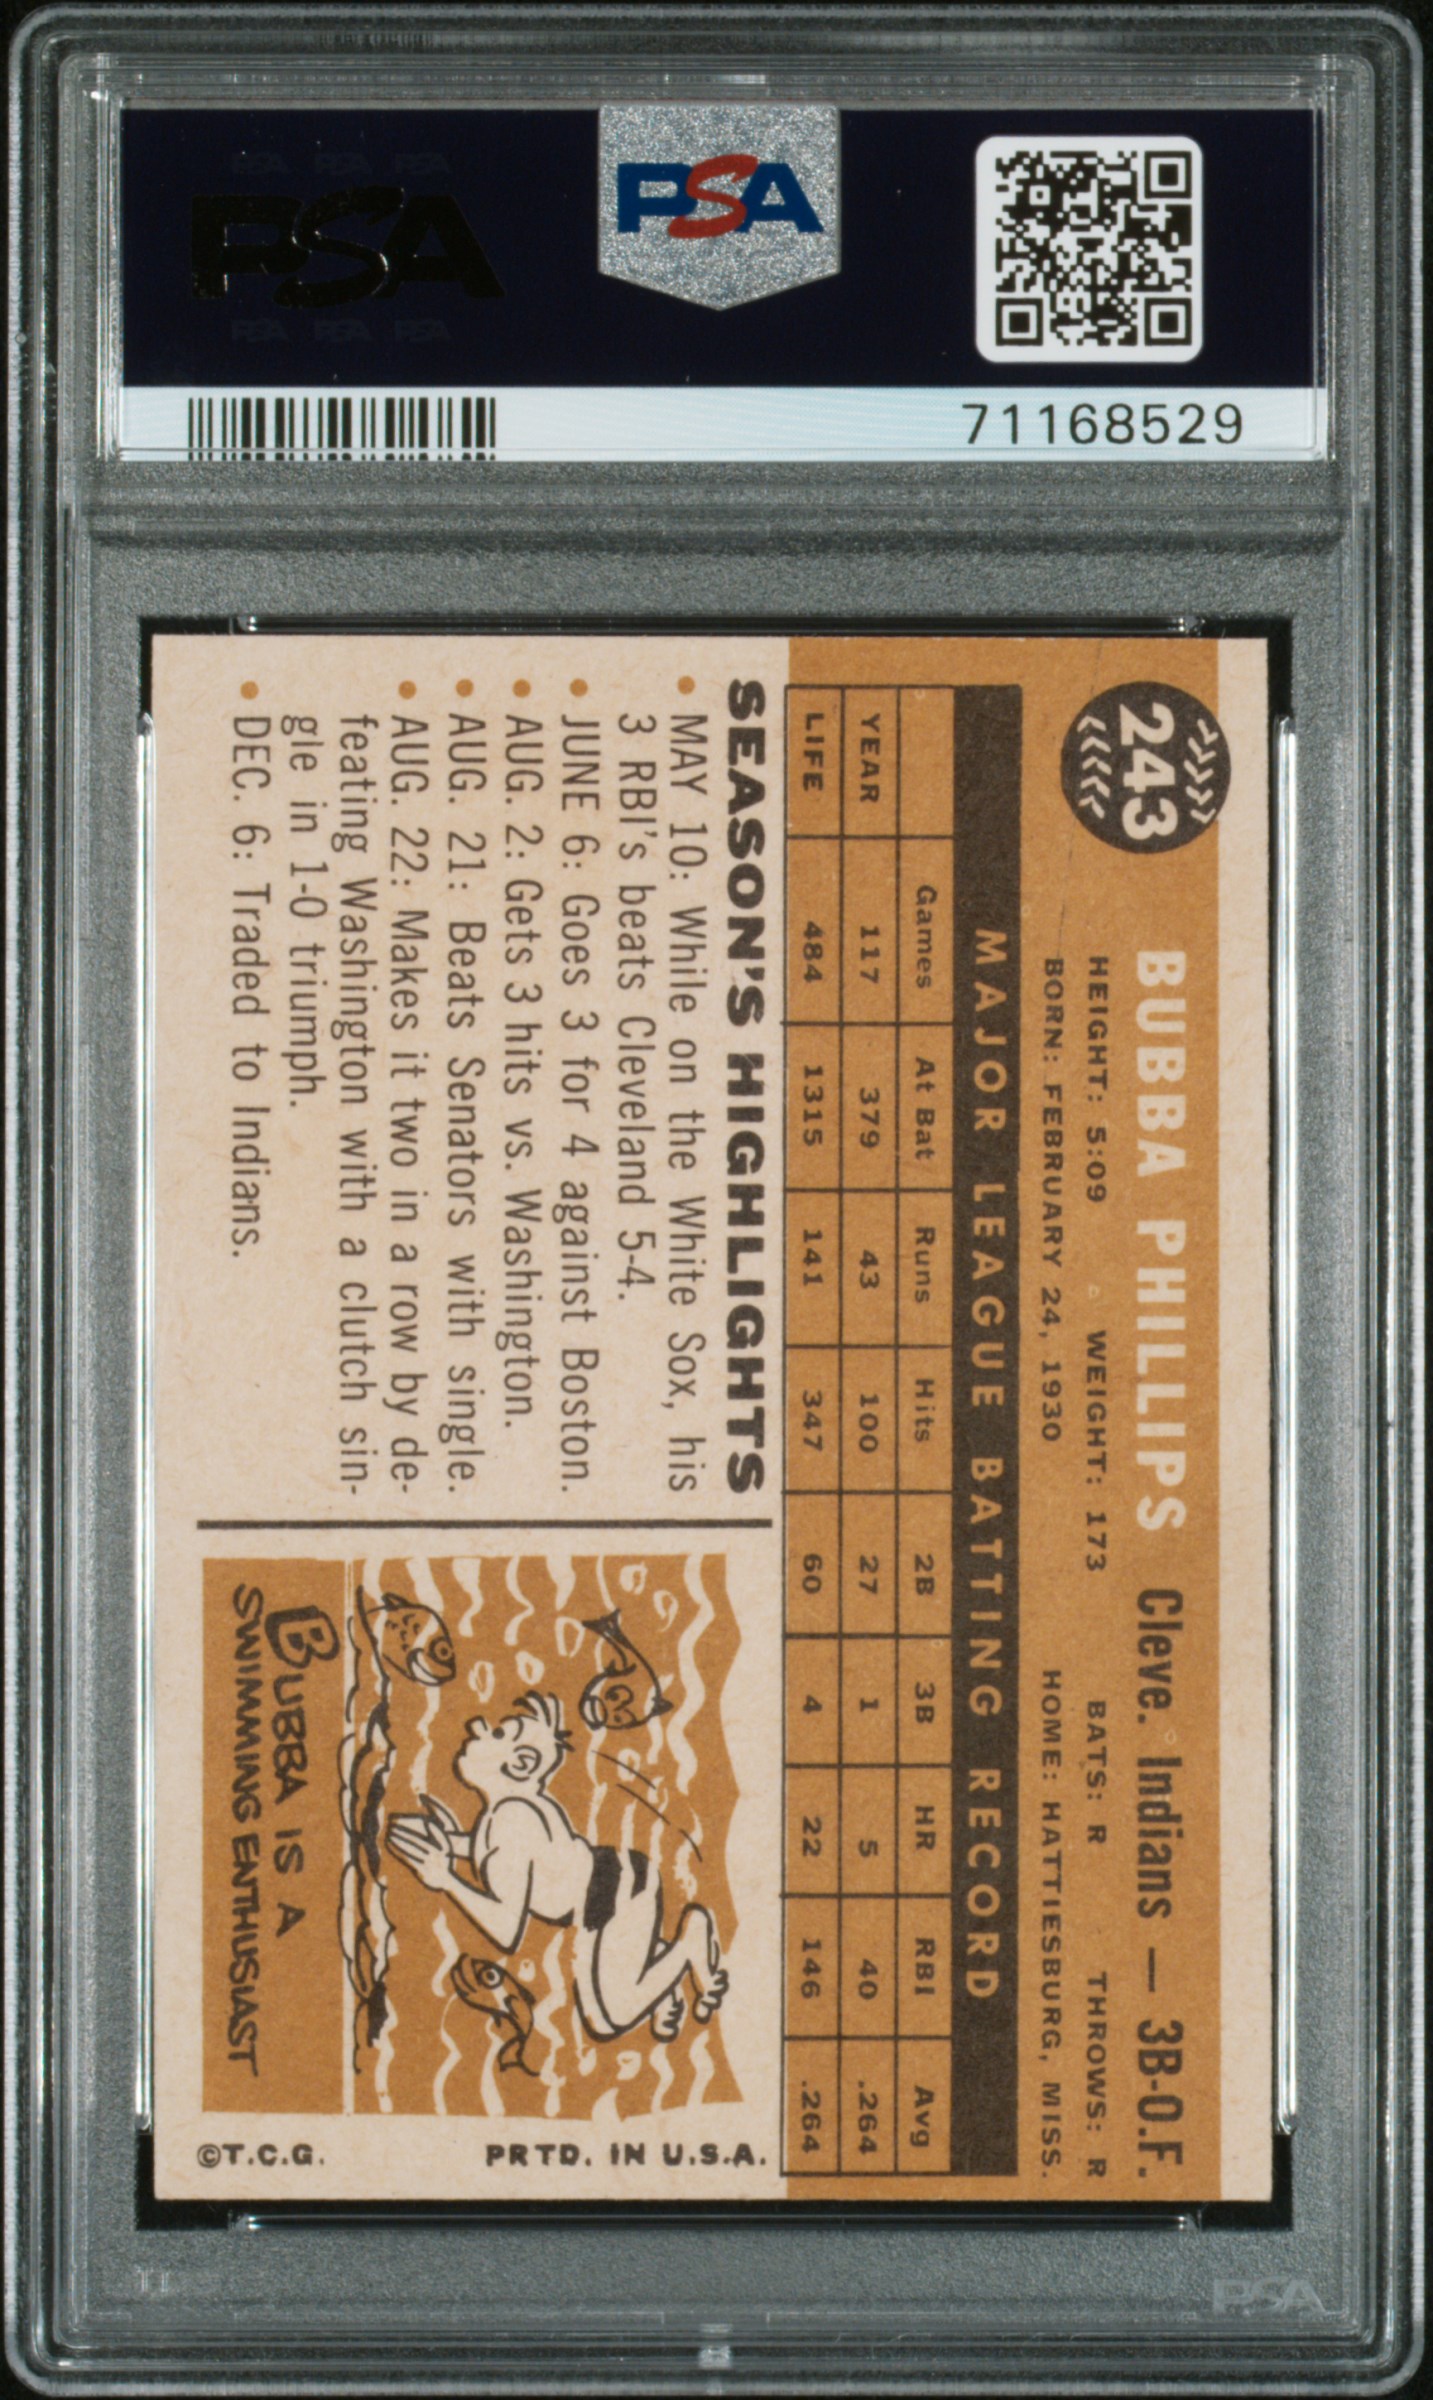 PSA
PSA PSA PSA
PSA
PSA PSA PSA
71168529
243
BUBBA PHILLIPS Cleve. Indians — 3B-O.F.
HEIGHT: 5:09 WEIGHT: 173 BATS: R THROWS: R
BORN: FEBRUARY 24, 1930 HOME: HATTIESBURG, MISS.
MAJOR LEAGUE BATTING RECORD
Games At Bat Runs Hits 2B 3B HR RBI Avg
YEAR 117 379 43 100 27 1 5 40 .264
LIFE 484 1315 141 347 60 4 22 146 .264
SEASON'S HIGHLIGHTS
• MAY 10: While on the White Sox, his
3 RBI's beats Cleveland 5-4.
• JUNE 6: Goes 3 for 4 against Boston.
• AUG. 2: Gets 3 hits vs. Washington.
• AUG. 21: Beats Senators with single.
• AUG. 22: Makes it two in a row by de-
feating Washington with a clutch sin-
gle in 1-0 triumph.
• DEC. 6: Traded to Indians.
BUBBA IS A
SWIMMING ENTHUSIAST
PRTD. IN U.S.A.
©T.C.G.
PSA